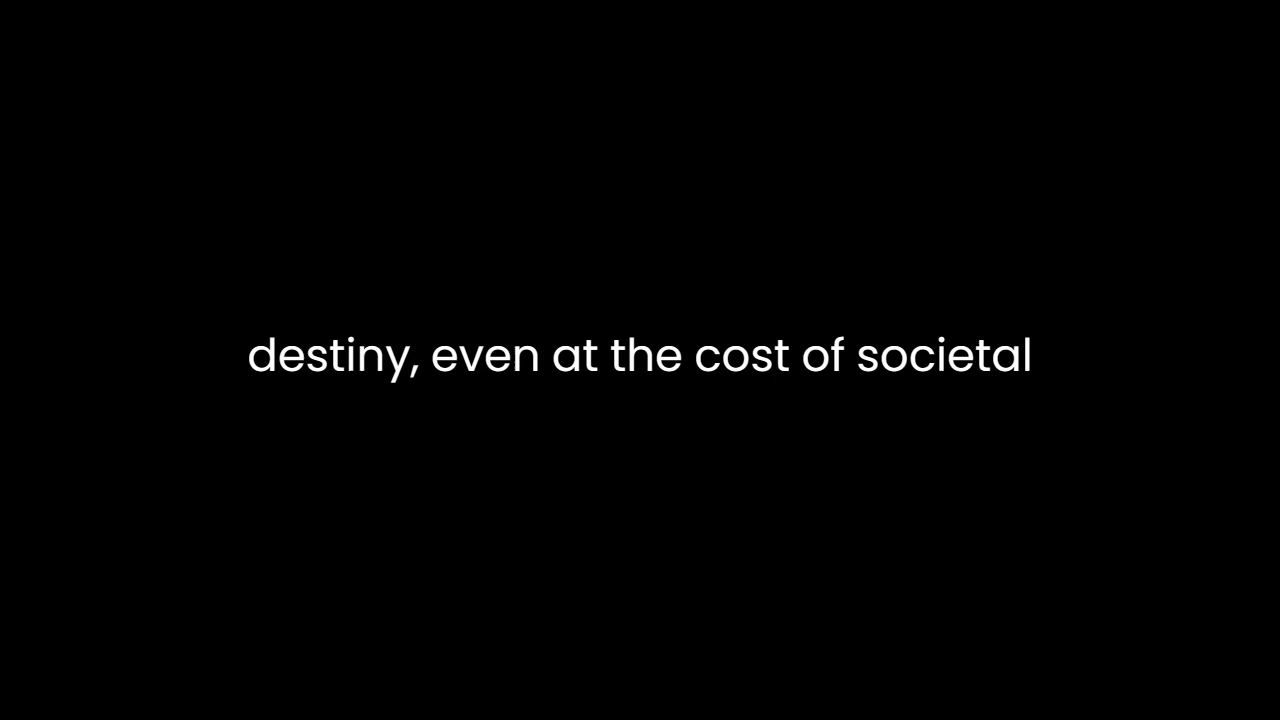 destiny, even at the cost of societal